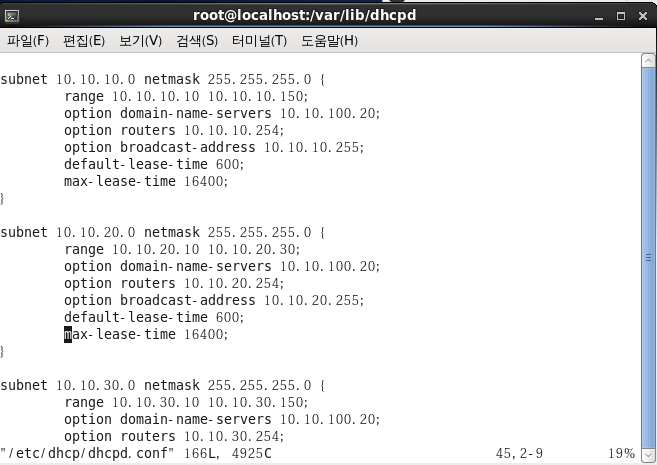 root@localhost:/var/lib/dhcpd
파일(F) 편집(E) 보기(V) 검색(S) 터미널(T) 도움말(H)
subnet 10.10.10.0 netmask 255.255.255.0 {
range 10.10.10.10 10.10.10.150;
option domain-name-servers 10.10.100.20;
option routers 10.10.10.254;
option broadcast-address 10.10.10.255;
default-lease-time 600;
max-lease-time 16400;
}
subnet 10.10.20.0 netmask 255.255.255.0 {
range 10.10.20.10 10.10.20.30;
option domain-name-servers 10.10.100.20;
option routers 10.10.20.254;
option broadcast-address 10.10.20.255;
default-lease-time 600;
max-lease-time 16400;
}
subnet 10.10.30.0 netmask 255.255.255.0 {
range 10.10.30.10 10.10.30.150;
option domain-name-servers 10.10.100.20;
option routers 10.10.30.254;
"/etc/dhcp/dhcpd.conf" 166L, 4925C 45,2-9 19%